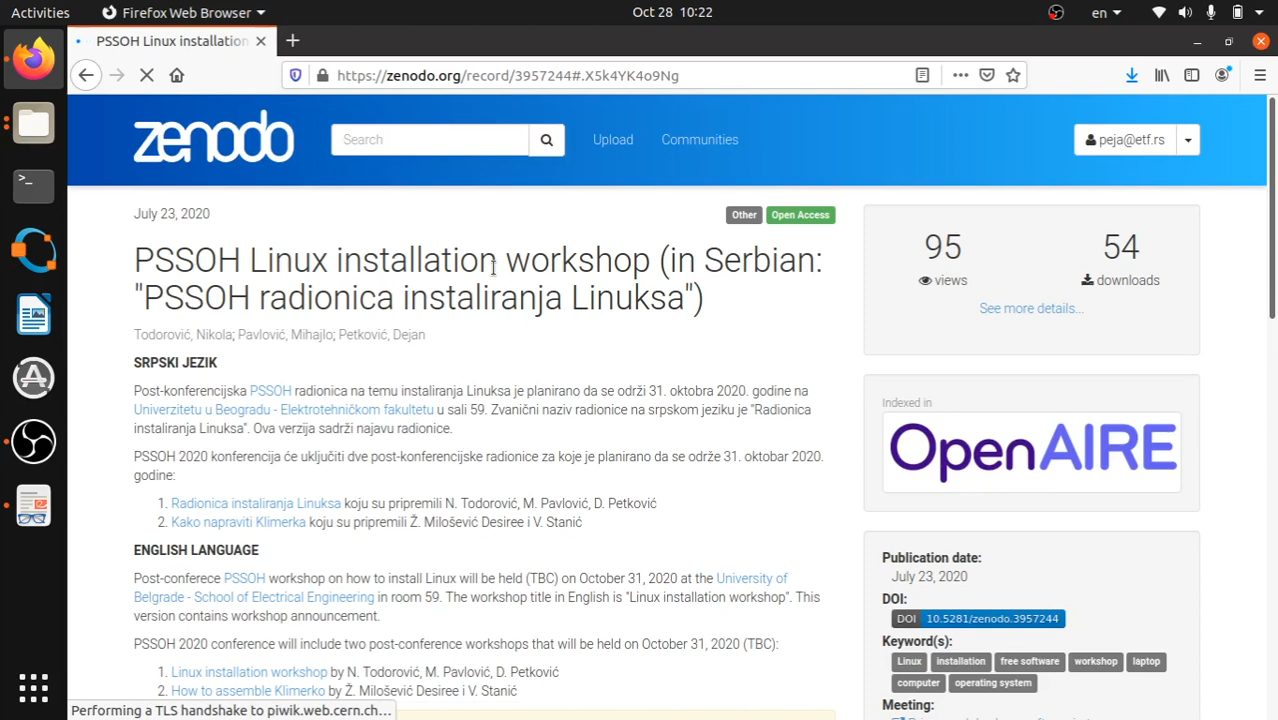 Activities
Firefox Web Browser
Oct 28 10:22
en
PSSOH Linux installation
https://zenodo.org/record/3957244#.X5k4YK4o9Ng
zenodo
Search
Upload
Communities
peja@etf.rs
July 23, 2020
Other
Open Access
PSSOH Linux installation workshop (in Serbian:
"PSSOH radionica instaliranja Linuksa")
Todorović, Nikola; Pavlović, Mihajlo; Petković, Dejan
SRPSKI JEZIK
Post-konferencijska PSSOH radionica na temu instaliranja Linuksa je planirano da se održi 31. oktobra 2020. godine na
Univerzitetu u Beogradu - Elektrotehničkom fakultetu u sali 59. Zvanični naziv radionice na srpskom jeziku je "Radionica
instaliranja Linuksa". Ova verzija sadrži najavu radionice.
PSSOH 2020 konferencija će uključiti dve post-konferencijske radionice za koje je planirano da se održe 31. oktobar 2020.
godine:
1. Radionica instaliranja Linuksa koju su pripremili N. Todorović, M. Pavlović, D. Petković
2. Kako napraviti Klimerka koju su pripremili Ž. Milošević Desiree i V. Stanić
ENGLISH LANGUAGE
Post-conferece PSSOH workshop on how to install Linux will be held (TBC) on October 31, 2020 at the University of
Belgrade - School of Electrical Engineering in room 59. The workshop title in English is "Linux installation workshop". This
version contains workshop announcement.
PSSOH 2020 conference will include two post-conference workshops that will be held on October 31, 2020 (TBC):
1. Linux installation workshop by N. Todorović, M. Pavlović, D. Petković
2. How to assemble Klimerko by Ž. Milošević Desiree i V. Stanić
Performing a TLS handshake to piwik.web.cern.ch...
95
views
54
downloads
See more details...
Indexed in
OpenAIRE
Publication date:
July 23, 2020
DOI:
DOI 10.5281/zenodo.3957244
Keyword(s):
Linux installation free software workshop laptop
computer operating system
Meeting: